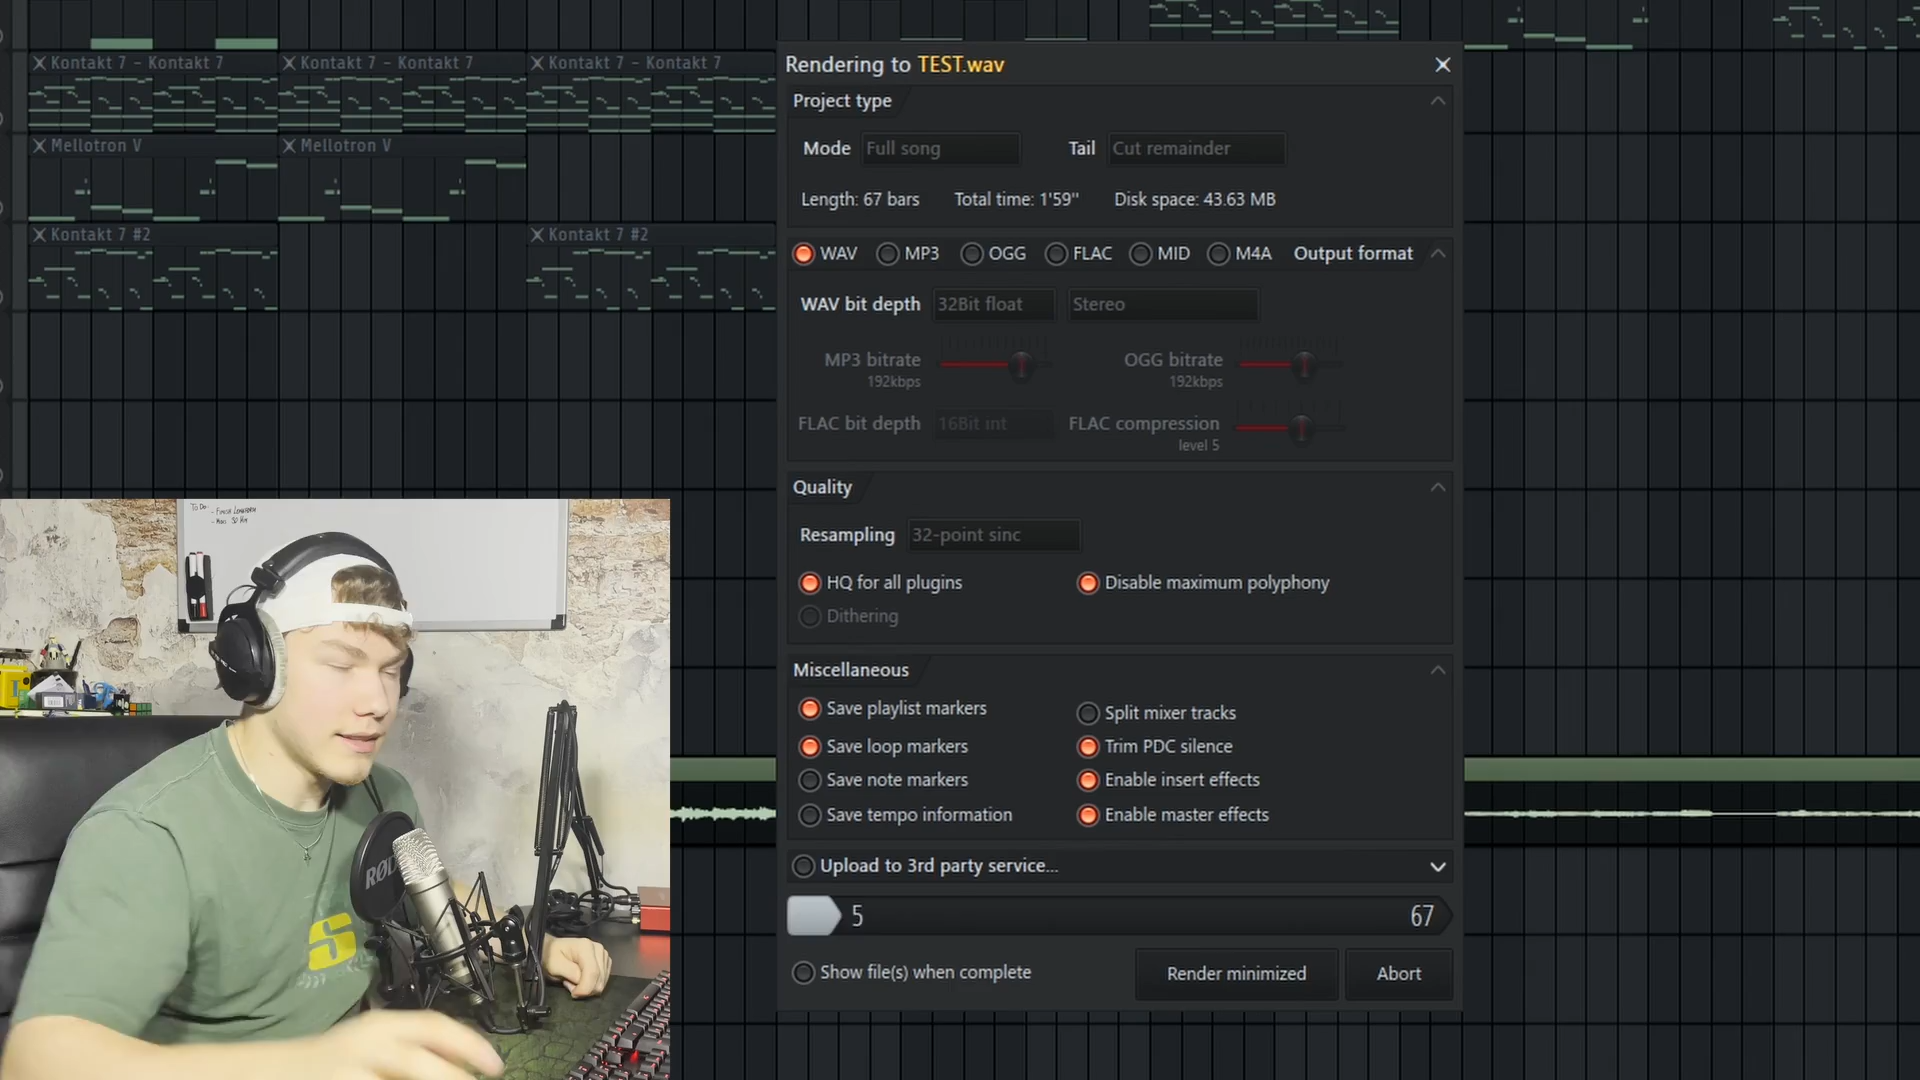 Kontakt 7 - Kontakt 7
Kontakt 7 - Kontakt 7
Kontakt 7 - Kontakt 7
Mellotron V
Mellotron V
Kontakt 7 #2
Kontakt 7 #2
Rendering to TEST.wav
Project type
Mode Full song Tail Cut remainder
Length: 67 bars Total time: 1'59" Disk space: 43.63 MB
WAV MP3 OGG FLAC MID M4A Output format
WAV bit depth 32Bit float Stereo
MP3 bitrate OGG bitrate
192kbps 192kbps
FLAC bit depth 16Bit int FLAC compression
level 5
Quality
Resampling 32-point sinc
HQ for all plugins Disable maximum polyphony
Dithering
Miscellaneous
Save playlist markers Split mixer tracks
Save loop markers Trim PDC silence
Save note markers Enable insert effects
Save tempo information Enable master effects
Upload to 3rd party service...
5 67
Show file(s) when complete Render minimized Abort
To Do:
- Finish
RØD
S